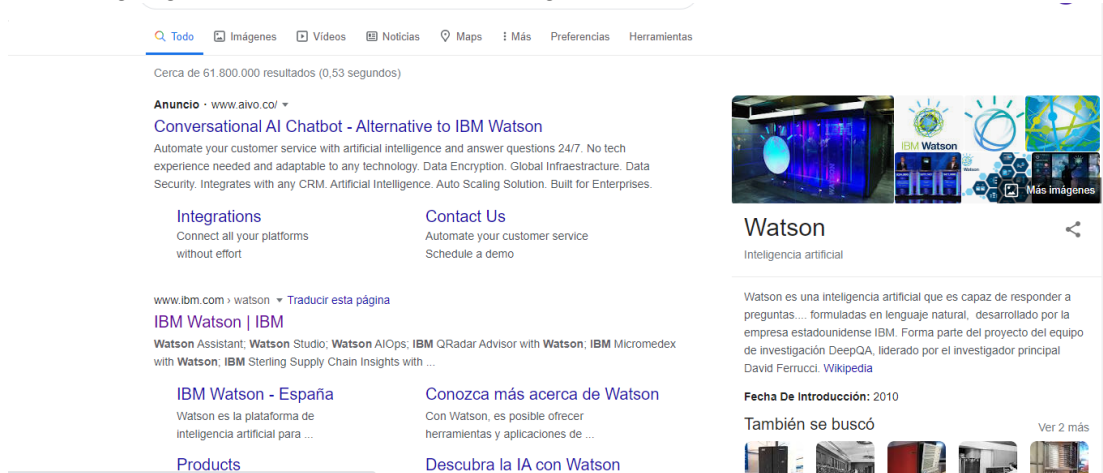 Todo Imágenes Vídeos Noticias Maps Más Preferencias Herramientas
Cerca de 61.800.000 resultados (0,53 segundos)
Anuncio · www.aivo.co/
Conversational AI Chatbot - Alternative to IBM Watson
Automate your customer service with artificial intelligence and answer questions 24/7. No tech
experience needed and adaptable to any technology. Data Encryption. Global Infraestracture. Data
Security. Integrates with any CRM. Artificial Intelligence. Auto Scaling Solution. Built for Enterprises.
Integrations
Connect all your platforms
without effort
Contact Us
Automate your customer service
Schedule a demo
www.ibm.com › watson Traducir esta página
IBM Watson | IBM
Watson Assistant; Watson Studio; Watson AIOps; IBM QRadar Advisor with Watson; IBM Micromedex
with Watson; IBM Sterling Supply Chain Insights with ...
IBM Watson - España
Watson es la plataforma de
inteligencia artificial para ...
Conozca más acerca de Watson
Con Watson, es posible ofrecer
herramientas y aplicaciones de ...
Products
Descubra la IA con Watson
WATSON
IBM Watson
Más imágenes
Watson
Inteligencia artificial
Watson es una inteligencia artificial que es capaz de responder a
preguntas.... formuladas en lenguaje natural, desarrollado por la
empresa estadounidense IBM. Forma parte del proyecto del equipo
de investigación DeepQA, liderado por el investigador principal
David Ferrucci. Wikipedia
Fecha De Introducción: 2010
También se buscó
Ver 2 más